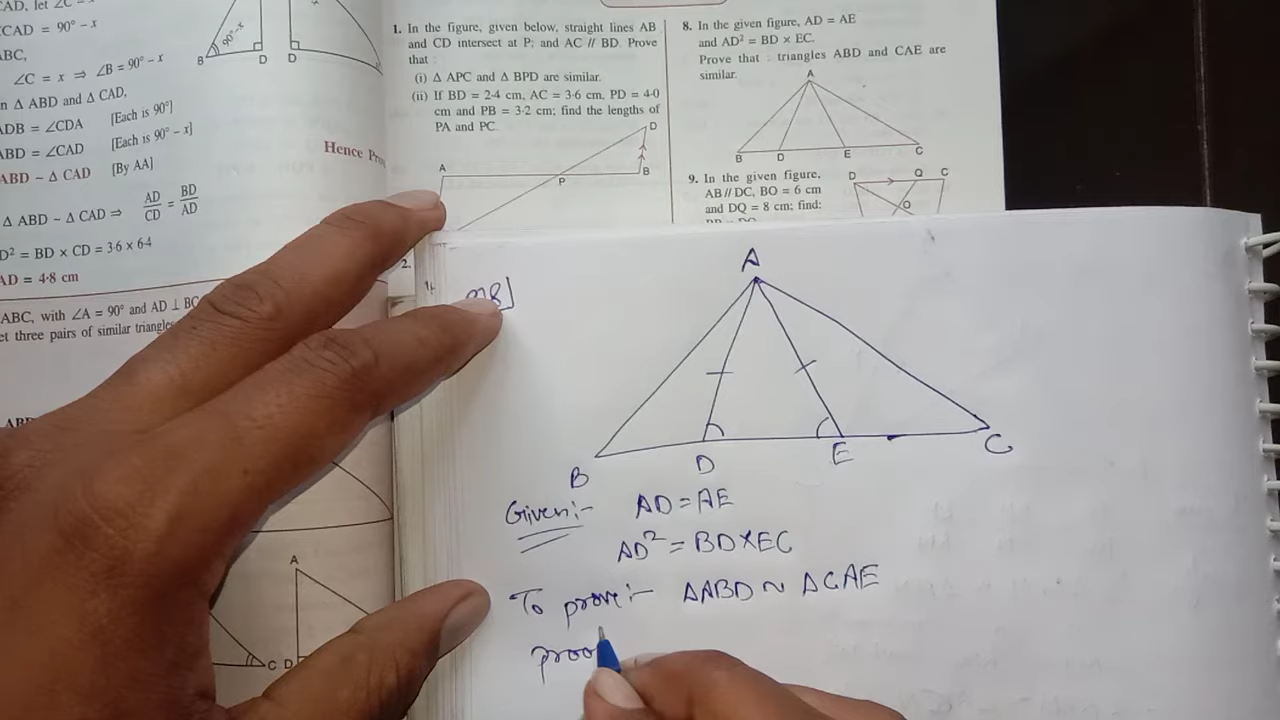 CAD, let ∠C =
∠CAD = 90° – x
ABC,
∠C = x ⇒ ∠B = 90° – x
n Δ ABD and Δ CAD,
ADB = ∠CDA [Each is 90°]
ABD = ∠CAD [Each is 90° – x]
ABD ~ Δ CAD [By AA]
Δ ABD ~ Δ CAD ⇒ AD/CD = BD/AD
D² = BD × CD = 3·6 × 6·4
AD = 4·8 cm
ABC, with ∠A = 90° and AD ⊥ BC
et three pairs of similar triangles
90°–x
B D D
Hence
A
C D
1. In the figure, given below, straight lines AB
and CD intersect at P; and AC // BD. Prove
that :
(i) Δ APC and Δ BPD are similar.
(ii) If BD = 2·4 cm, AC = 3·6 cm, PD = 4·0
cm and PB = 3·2 cm; find the lengths of
PA and PC.
D
A
P B
2.
8. In the given figure, AD = AE
and AD² = BD × EC.
Prove that : triangles ABD and CAE are
similar.
A
B D E C
9. In the given figure,
AB // DC, BO = 6 cm
and DQ = 8 cm; find:
D Q C
O
Q8]
A
B D E C
Given:- AD = AE
AD² = BD×EC
To prove:- ΔABD ~ ΔCAE
proo